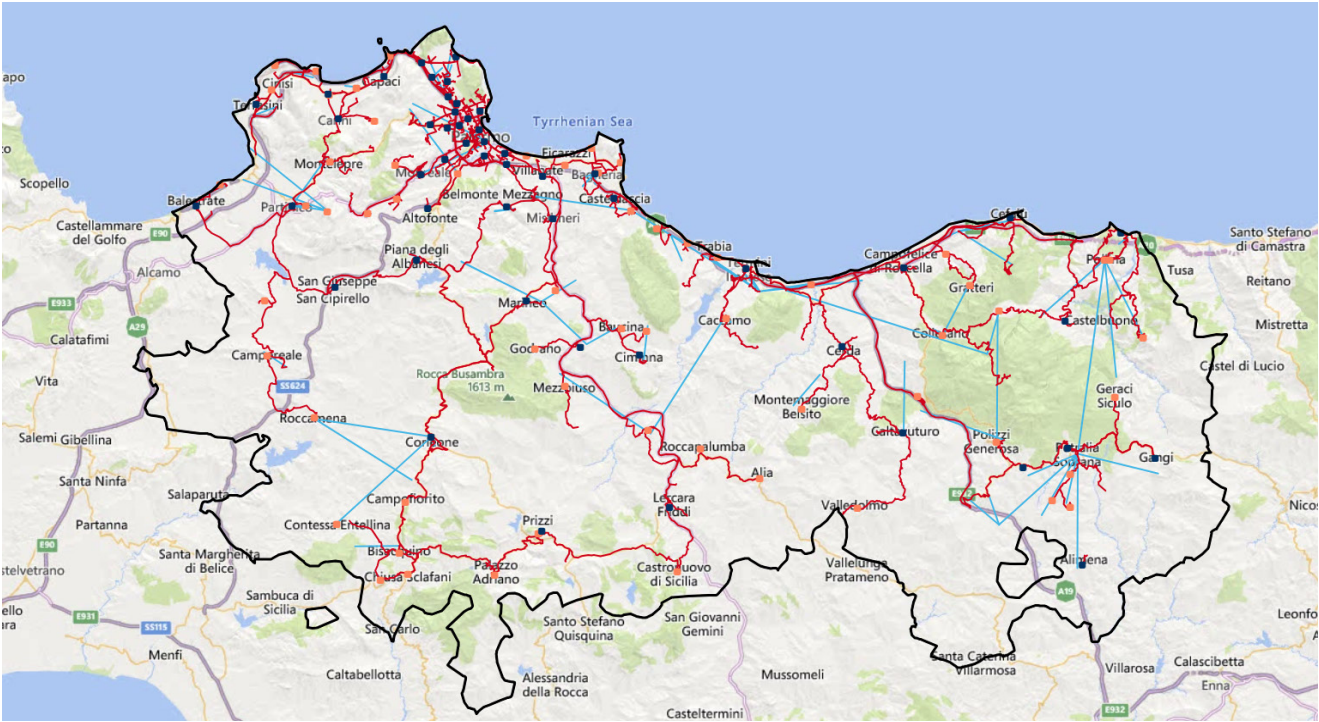 apo
Cinisi
Capaci
Terrasini
Tyrrhenian Sea
Carini
Palermo
Scopello
Montelepre
Monreale
Villabate
Ficarazzi
Bagheria
Balestrate
Partinico
Belmonte Mezzagno
Casteldaccia
Castellammare
del Golfo
E90
Altofonte
Misilmeri
Cefalù
Santo Stefano
di Camastra
Alcamo
Piana degli
Albanesi
Trabia
Termini
Campofelice
di Roccella
Pollina
Tusa
San Giuseppe
San Cipirello
Gratteri
Reitano
E933
A29
Marineo
Caccamo
Castelbuono
Mistretta
Calatafimi
Baucina
Collesano
Godrano
Ciminna
Cerda
Camporeale
Castel di Lucio
Vita
Rocca Busambra
1613 m
SS624
Mezzojuso
Montemaggiore
Belsito
Geraci
Siculo
Roccamena
Salemi
Gibellina
Corleone
Roccapalumba
Caltavuturo
Polizzi
Generosa
Petralia
Soprana
Gangi
Santa Ninfa
Salaparuta
Alia
Campofiorito
Lercara
Friddi
Valledolmo
Nicos
Partanna
Contessa Entellina
Prizzi
E90
Santa Margherita
di Belice
Bisacquino
Alimena
stelvetrano
Chiusa Sclafani
Palazzo
Adriano
Castronuovo
di Sicilia
Vallelunga
Pratameno
A19
Sambuca di
Sicilia
ello
ara
E931
SS115
San Carlo
Santo Stefano
Quisquina
San Giovanni
Gemini
Leonfo
Menfi
Santa Caterina
Villarmosa
Villarosa
Calascibetta
Caltabellotta
Alessandria
della Rocca
Mussomeli
Enna
Casteltermini
E932